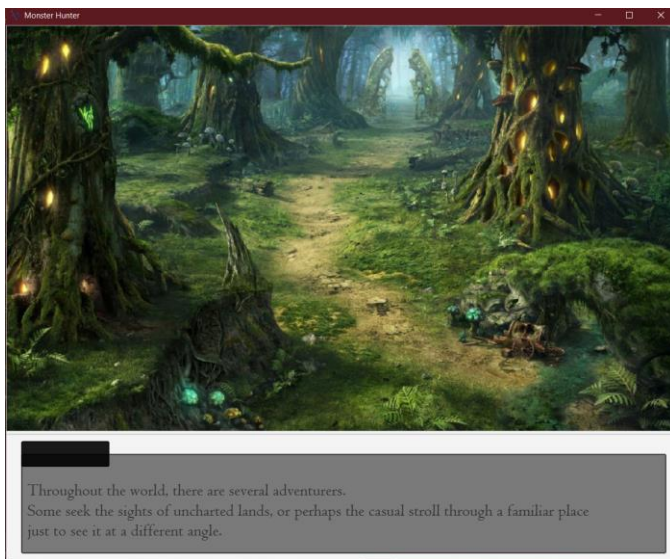 Monster Hunter
Throughout the world, there are several adventurers.
Some seek the sights of uncharted lands, or perhaps the casual stroll through a familiar place
just to see it at a different angle.